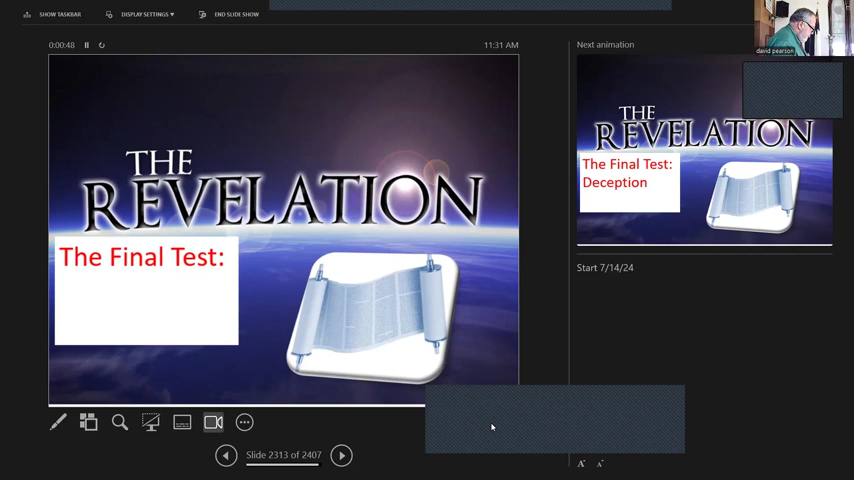 SHOW TASKBAR
DISPLAY SETTINGS
END SLIDE SHOW
0:00:48
11:31 AM
THE
REVELATION
The Final Test:
Slide 2313 of 2407
Next animation
THE
REVELATION
The Final Test:
Deception
Start 7/14/24
A
A
david pearson